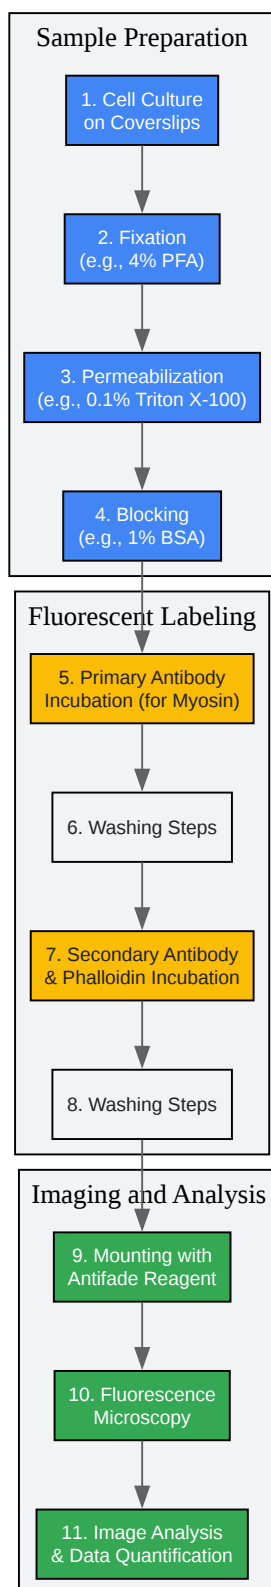 Sample Preparation
1. Cell Culture
on Coverslips
2. Fixation
(e.g., 4% PFA)
3. Permeabilization
(e.g., 0.1% Triton X-100)
4. Blocking
(e.g., 1% BSA)
Fluorescent Labeling
5. Primary Antibody
Incubation (for Myosin)
6. Washing Steps
7. Secondary Antibody
& Phalloidin Incubation
8. Washing Steps
Imaging and Analysis
9. Mounting with
Antifade Reagent
10. Fluorescence
Microscopy
11. Image Analysis
& Data Quantification